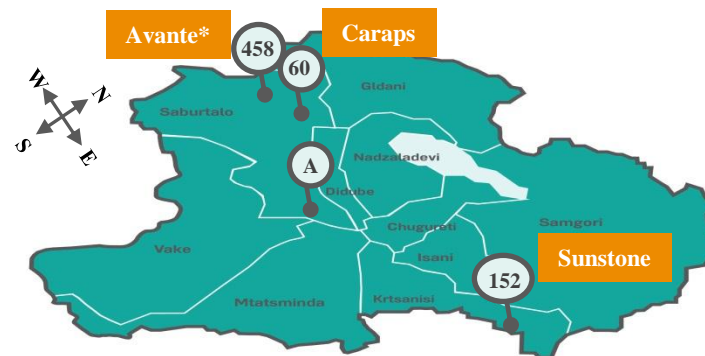 Avante*
Caraps
458
60
W
N
S
E
Saburtalo
Gldani
A
Nadzaladevi
Didube
Vake
Chugureti
Samgori
Isani
Sunstone
152
Mtatsminda
Krtsanisi